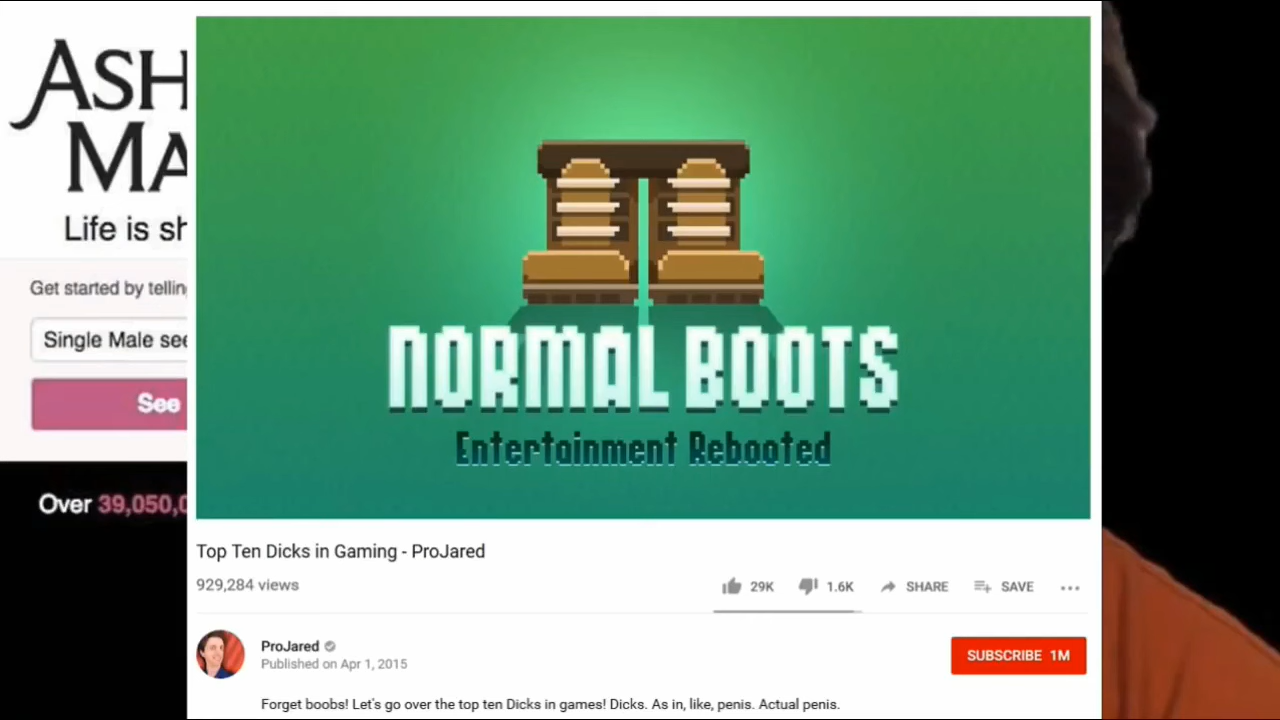 ASH
MA
Life is sh
Get started by tellin
Single Male see
See
Over 39,050,0
NORMAL BOOTS
Entertainment Rebooted
Top Ten Dicks in Gaming - ProJared
929,284 views
29K 1.6K SHARE SAVE
ProJared
Published on Apr 1, 2015
SUBSCRIBE 1M
Forget boobs! Let's go over the top ten Dicks in games! Dicks. As in, like, penis. Actual penis.